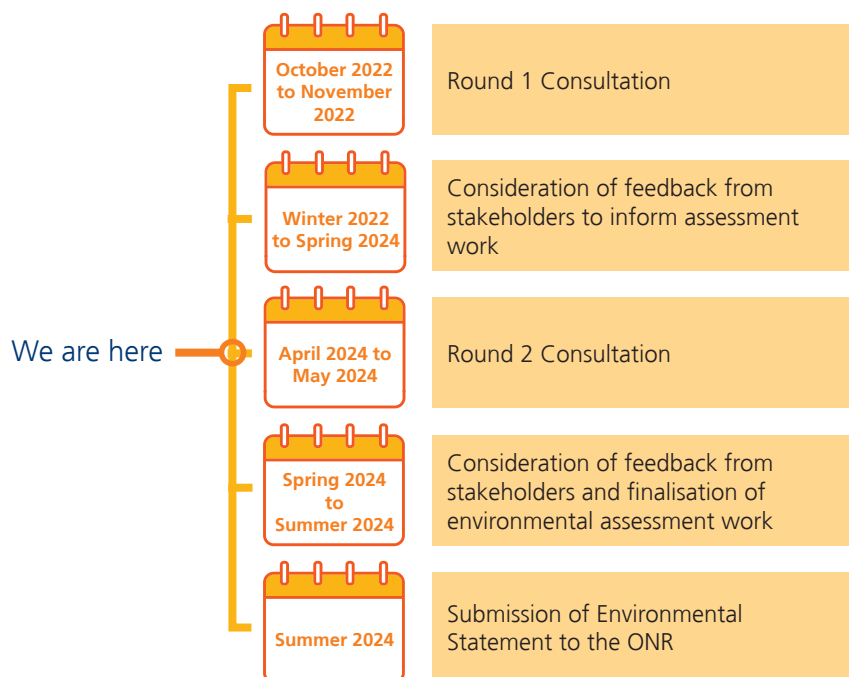 October 2022
to November
2022
Round 1 Consultation
Winter 2022
to Spring 2024
Consideration of feedback from
stakeholders to inform assessment
work
We are here
April 2024 to
May 2024
Round 2 Consultation
Spring 2024
to
Summer 2024
Consideration of feedback from
stakeholders and finalisation of
environmental assessment work
Summer 2024
Submission of Environmental
Statement to the ONR